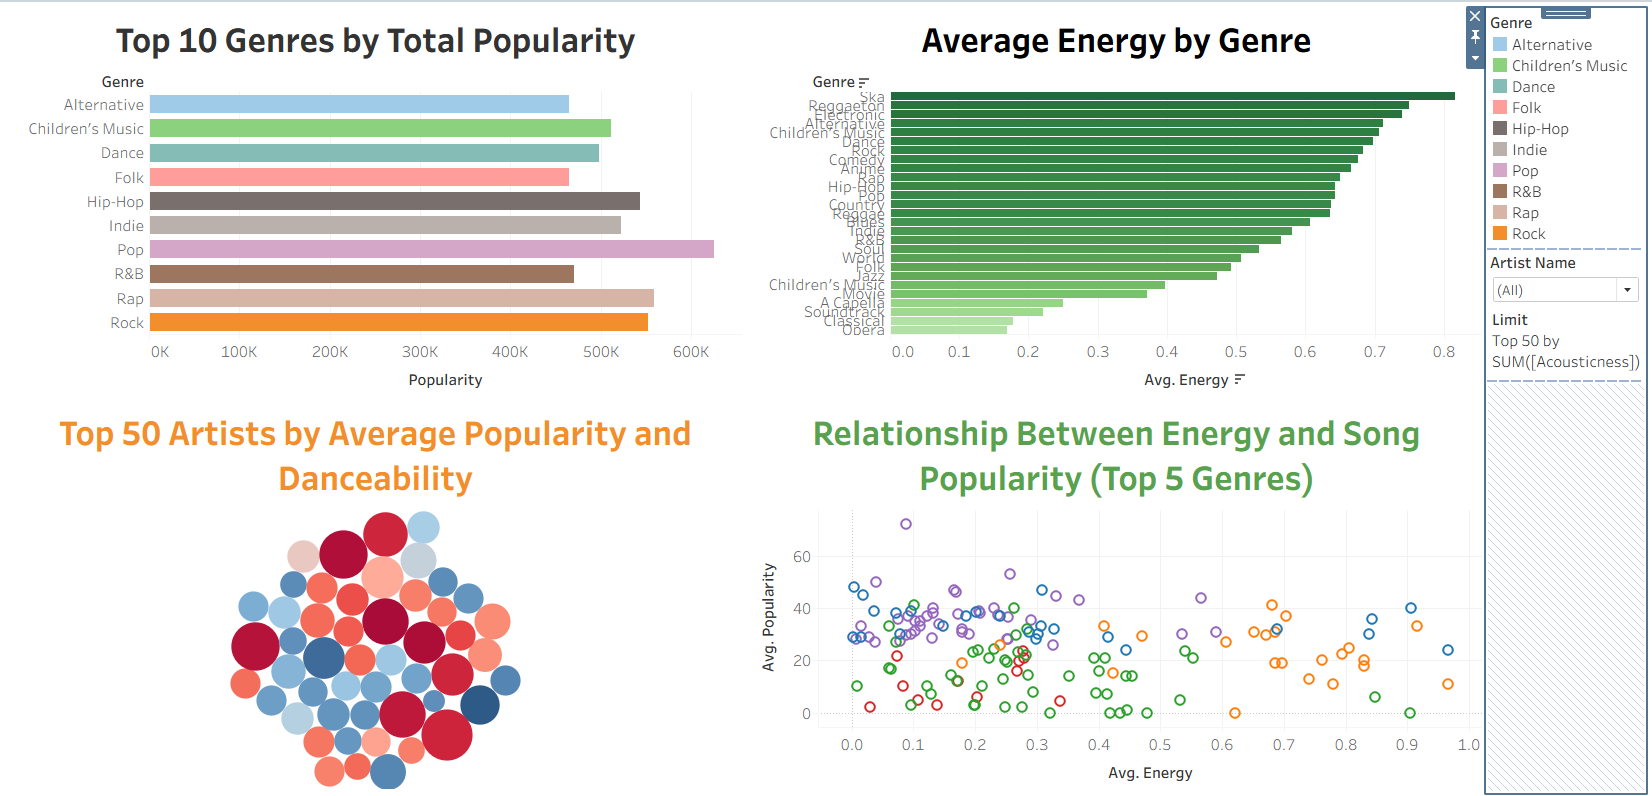 Top 10 Genres by Total Popularity
Genre
Alternative
Children's Music
Dance
Folk
Hip-Hop
Indie
Pop
R&B
Rap
Rock
0K 100K 200K 300K 400K 500K 600K
Popularity
Average Energy by Genre
Genre
Ska
Reggaeton
Electronic
Alternative
Children's Music
Dance
Rock
Comedy
Anime
Rap
Hip-Hop
Pop
Country
Reggae
Blues
Indie
R&B
Soul
World
Folk
Jazz
Children's Music
Movie
A Capella
Soundtrack
Classical
Opera
0.0 0.1 0.2 0.3 0.4 0.5 0.6 0.7 0.8
Avg. Energy
Top 50 Artists by Average Popularity and
Danceability
Relationship Between Energy and Song
Popularity (Top 5 Genres)
Avg. Popularity
60
40
20
0
0.0 0.1 0.2 0.3 0.4 0.5 0.6 0.7 0.8 0.9 1.0
Avg. Energy
Genre
Alternative
Children's Music
Dance
Folk
Hip-Hop
Indie
Pop
R&B
Rap
Rock
Artist Name
(All)
Limit
Top 50 by
SUM([Acousticness])